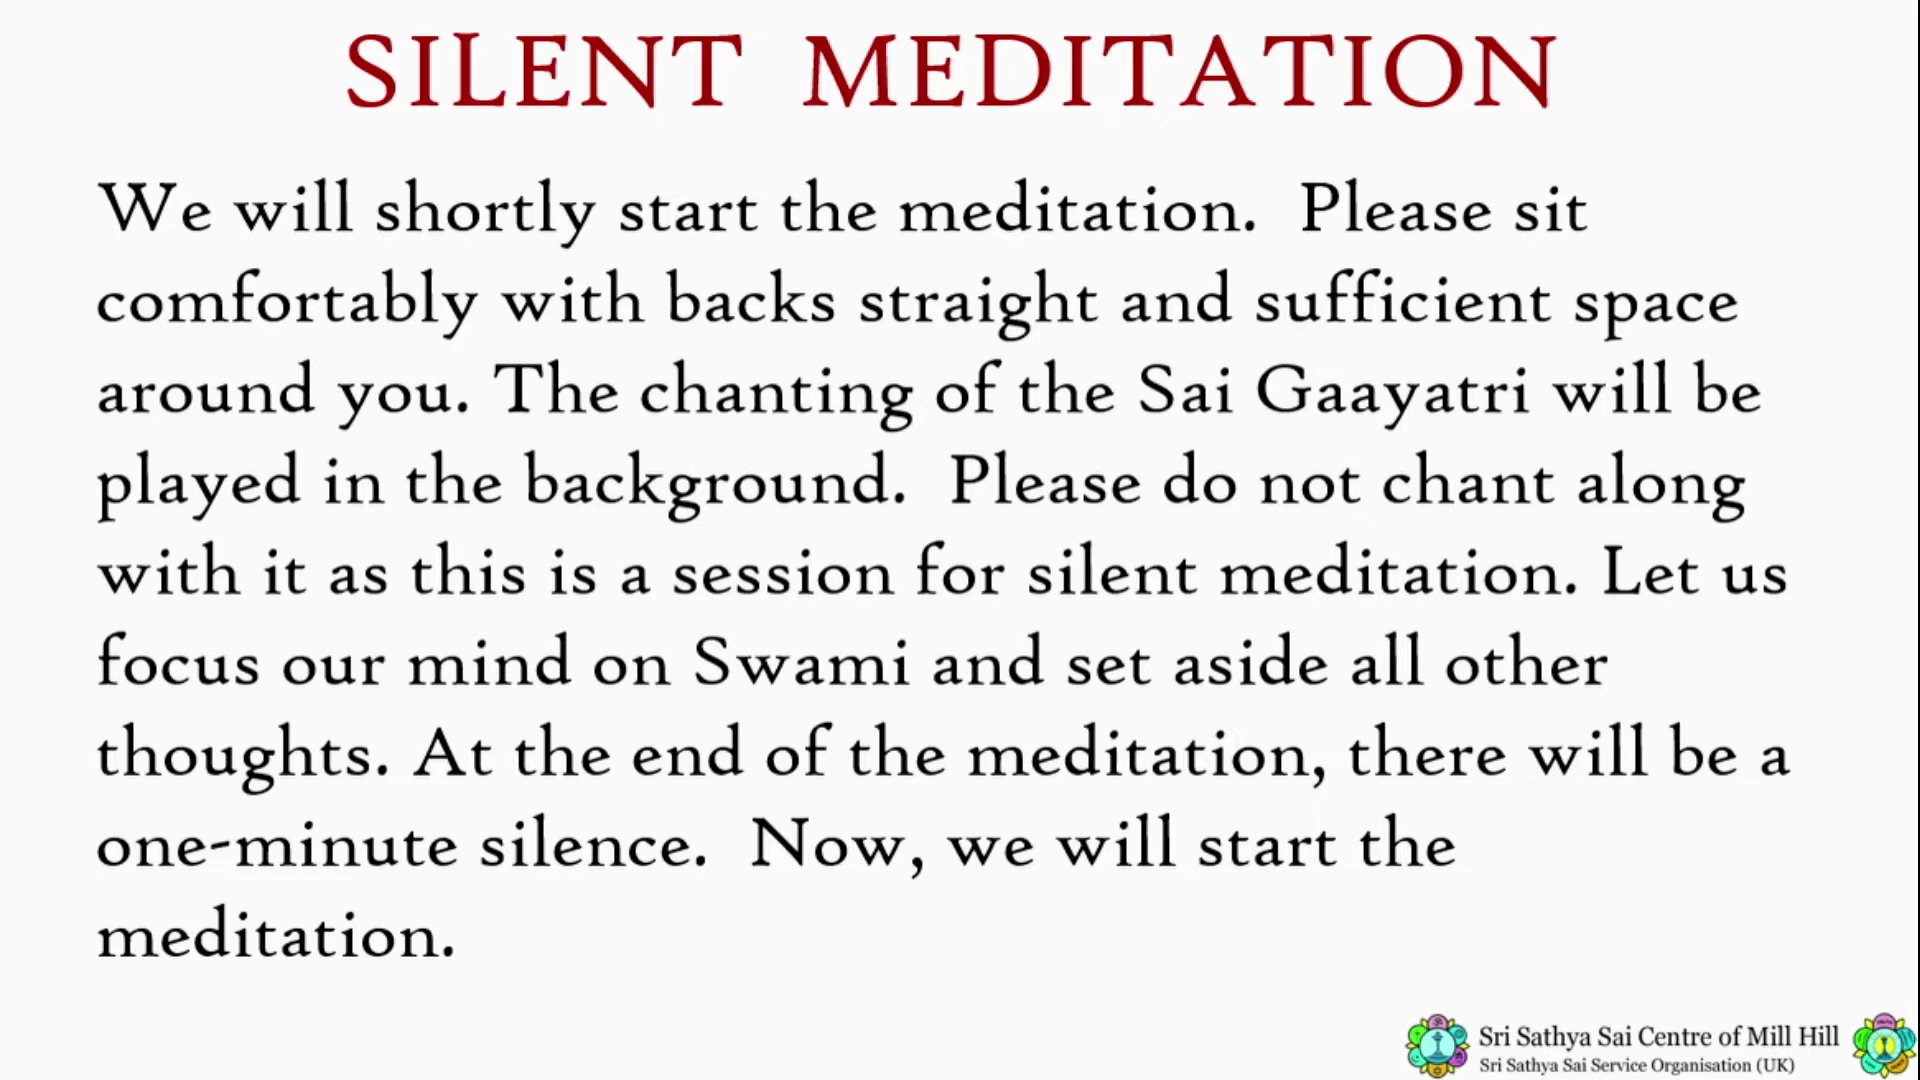 SILENT MEDITATION
We will shortly start the meditation.  Please sit
comfortably with backs straight and sufficient space
around you. The chanting of the Sai Gaayatri will be
played in the background.  Please do not chant along
with it as this is a session for silent meditation. Let us
focus our mind on Swami and set aside all other
thoughts. At the end of the meditation, there will be a
one-minute silence.  Now, we will start the
meditation.
Sri Sathya Sai Centre of Mill Hill
Sri Sathya Sai Service Organisation (UK)